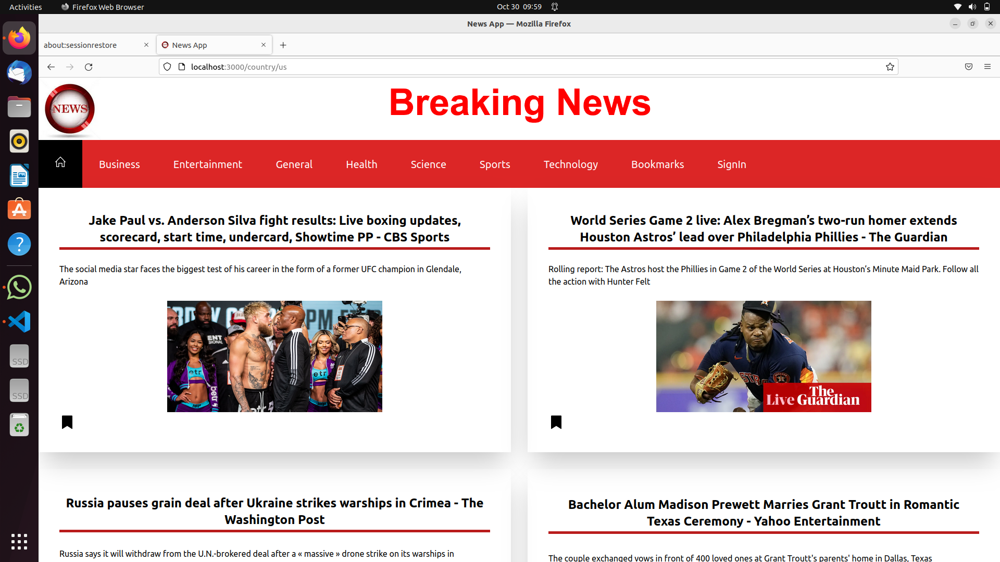 Activities
Firefox Web Browser
Oct 30 09:59
News App — Mozilla Firefox
about:sessionrestore
News App
localhost:3000/country/us
NEWS
Breaking News
Business
Entertainment
General
Health
Science
Sports
Technology
Bookmarks
SignIn
Jake Paul vs. Anderson Silva fight results: Live boxing updates,
scorecard, start time, undercard, Showtime PP - CBS Sports
The social media star faces the biggest test of his career in the form of a former UFC champion in Glendale,
Arizona
PM
etr
etr
betr
World Series Game 2 live: Alex Bregman’s two-run homer extends
Houston Astros’ lead over Philadelphia Phillies - The Guardian
Rolling report: The Astros host the Phillies in Game 2 of the World Series at Houston’s Minute Maid Park. Follow all
the action with Hunter Felt
The
Live Guardian
SSD
SSD
Russia pauses grain deal after Ukraine strikes warships in Crimea - The
Washington Post
Russia says it will withdraw from the U.N.-brokered deal after a « massive » drone strike on its warships in
Bachelor Alum Madison Prewett Marries Grant Troutt in Romantic
Texas Ceremony - Yahoo Entertainment
The couple exchanged vows in front of 400 loved ones at Grant Troutt's parents' home in Dallas, Texas